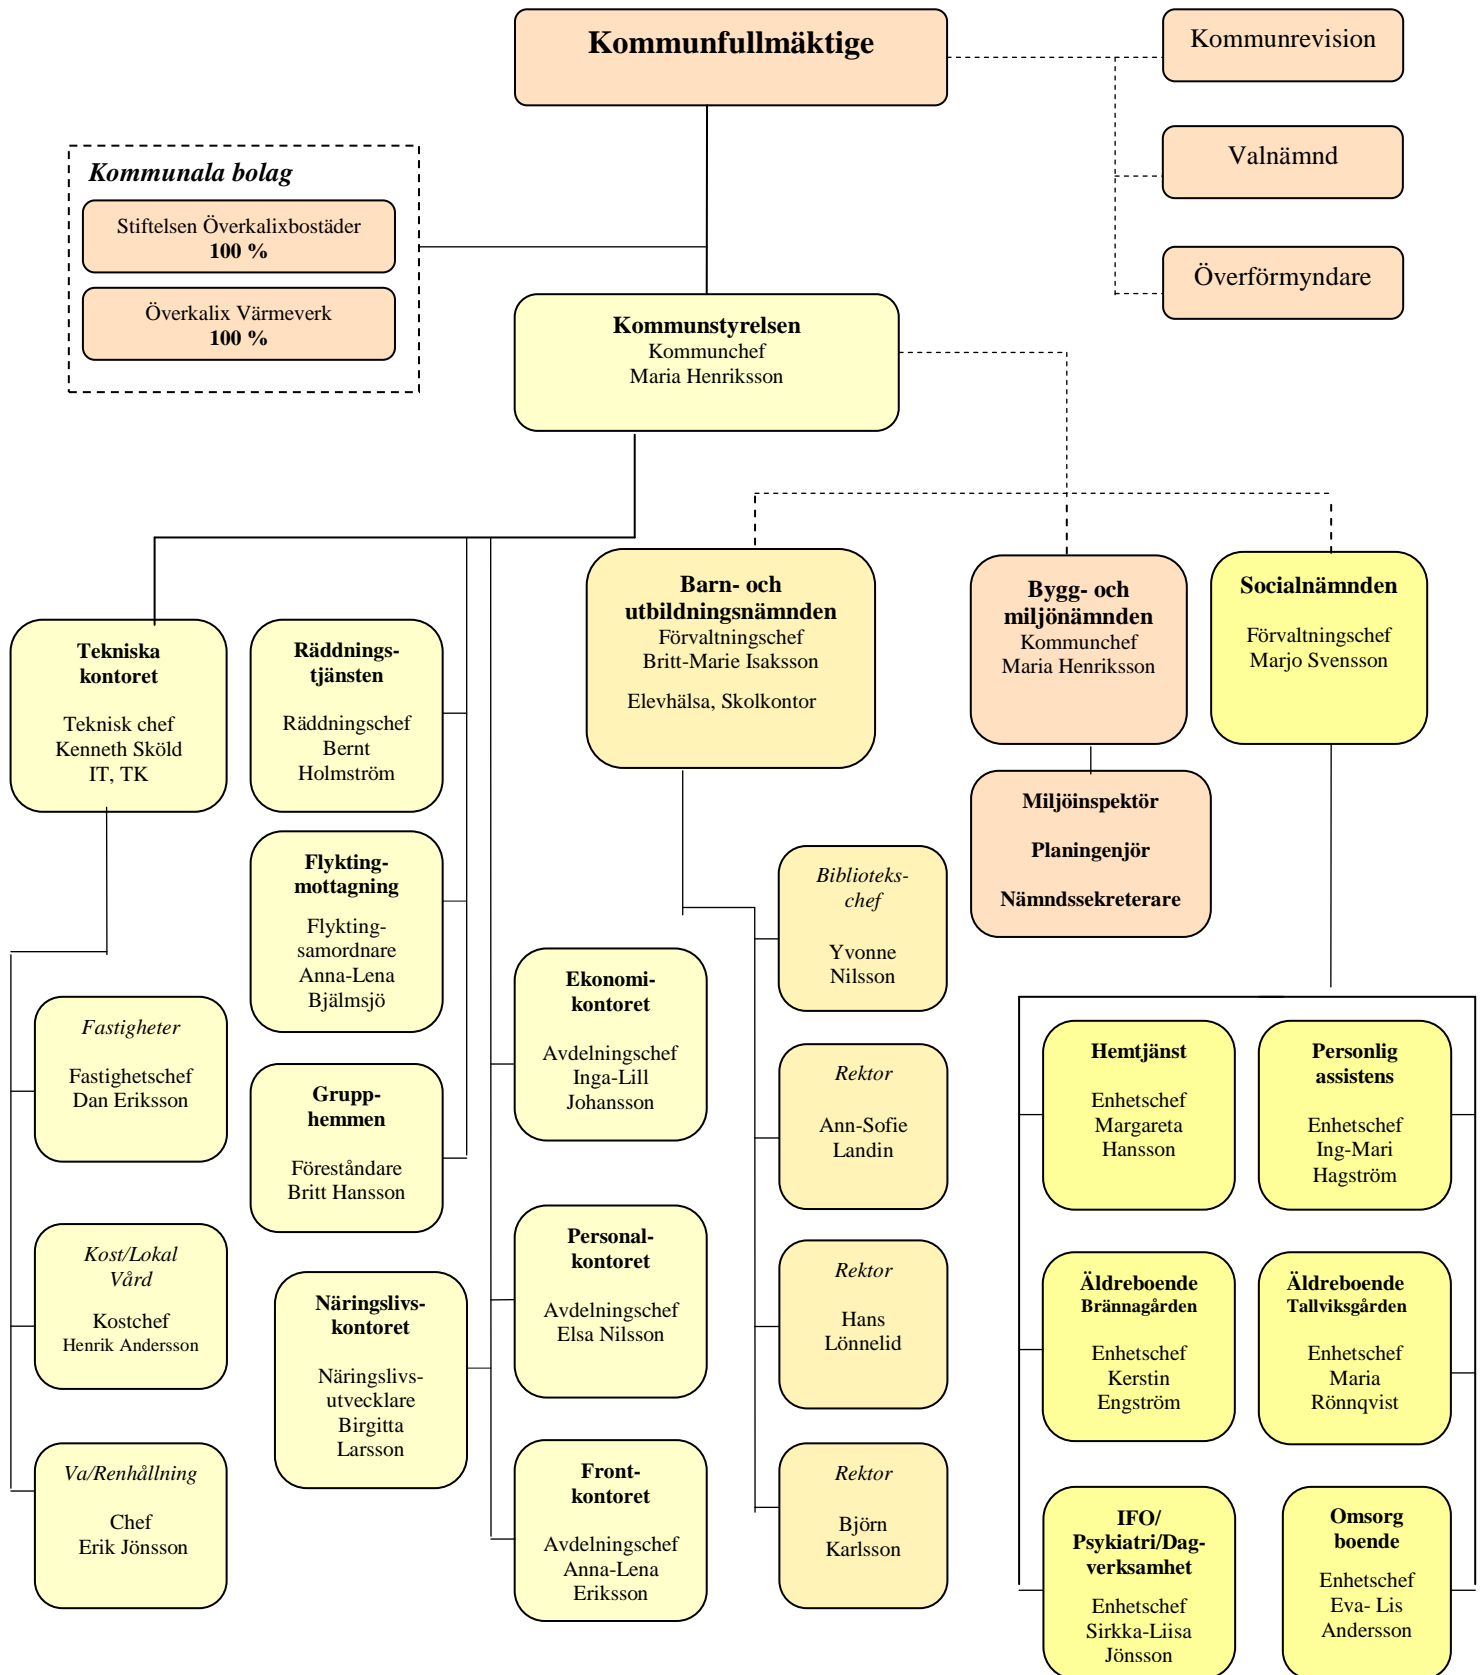 Kommunfullmäktige
Kommunrevision
Valnämnd
Överförmyndare
Kommunala bolag
Stiftelsen Överkalixbostäder
100 %
Överkalix Värmeverk
100 %
Kommunstyrelsen
Kommunchef
Maria Henriksson
Tekniska
kontoret
Teknisk chef
Kenneth Sköld
IT, TK
Fastigheter
Fastighetschef
Dan Eriksson
Kost/Lokal
Vård
Kostchef
Henrik Andersson
Va/Renhållning
Chef
Erik Jönsson
Räddnings-
tjänsten
Räddningschef
Bernt
Holmström
Flykting-
mottagning
Flykting-
samordnare
Anna-Lena
Bjälmsjö
Grupp-
hemmen
Föreståndare
Britt Hansson
Näringslivs-
kontoret
Näringslivs-
utvecklare
Birgitta
Larsson
Ekonomi-
kontoret
Avdelningschef
Inga-Lill
Johansson
Personal-
kontoret
Avdelningschef
Elsa Nilsson
Front-
kontoret
Avdelningschef
Anna-Lena
Eriksson
Barn- och
utbildningsnämnden
Förvaltningschef
Britt-Marie Isaksson
Elevhälsa, Skolkontor
Biblioteks-
chef
Yvonne
Nilsson
Rektor
Ann-Sofie
Landin
Rektor
Hans
Lönnelid
Rektor
Björn
Karlsson
Bygg- och
miljönämnden
Kommunchef
Maria Henriksson
Miljöinspektör
Planingenjör
Nämndssekreterare
Socialnämnden
Förvaltningschef
Marjo Svensson
Hemtjänst
Enhetschef
Margareta
Hansson
Personlig
assistens
Enhetschef
Ing-Mari
Hagström
Äldreboende
Brännagården
Enhetschef
Kerstin
Engström
Äldreboende
Tallviksgården
Enhetschef
Maria
Rönnqvist
IFO/
Psykiatri/Dag-
verksamhet
Enhetschef
Sirkka-Liisa
Jönsson
Omsorg
boende
Enhetschef
Eva- Lis
Andersson